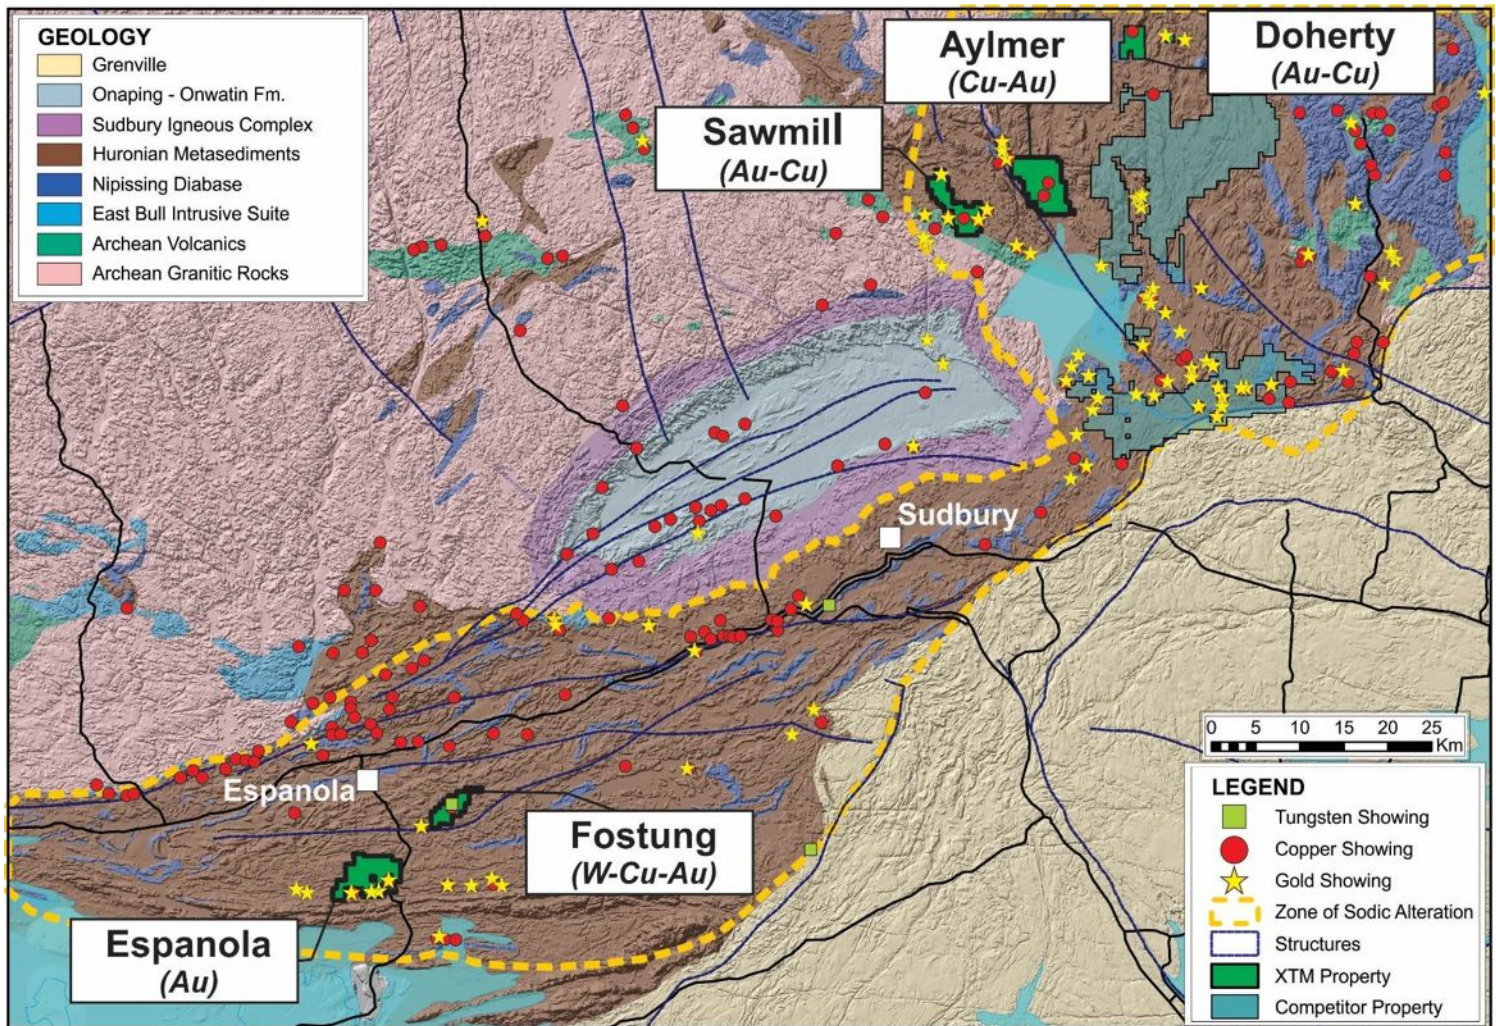 GEOLOGY
Grenville
Onaping - Onwatin Fm.
Sudbury Igneous Complex
Huronian Metasediments
Nipissing Diabase
East Bull Intrusive Suite
Archean Volcanics
Archean Granitic Rocks
Aylmer
(Cu-Au)
Doherty
(Au-Cu)
Sawmill
(Au-Cu)
Sudbury
Espanola
Fostung
(W-Cu-Au)
Espanola
(Au)
0 5 10 15 20 25
Km
LEGEND
Tungsten Showing
Copper Showing
Gold Showing
Zone of Sodic Alteration
Structures
XTM Property
Competitor Property